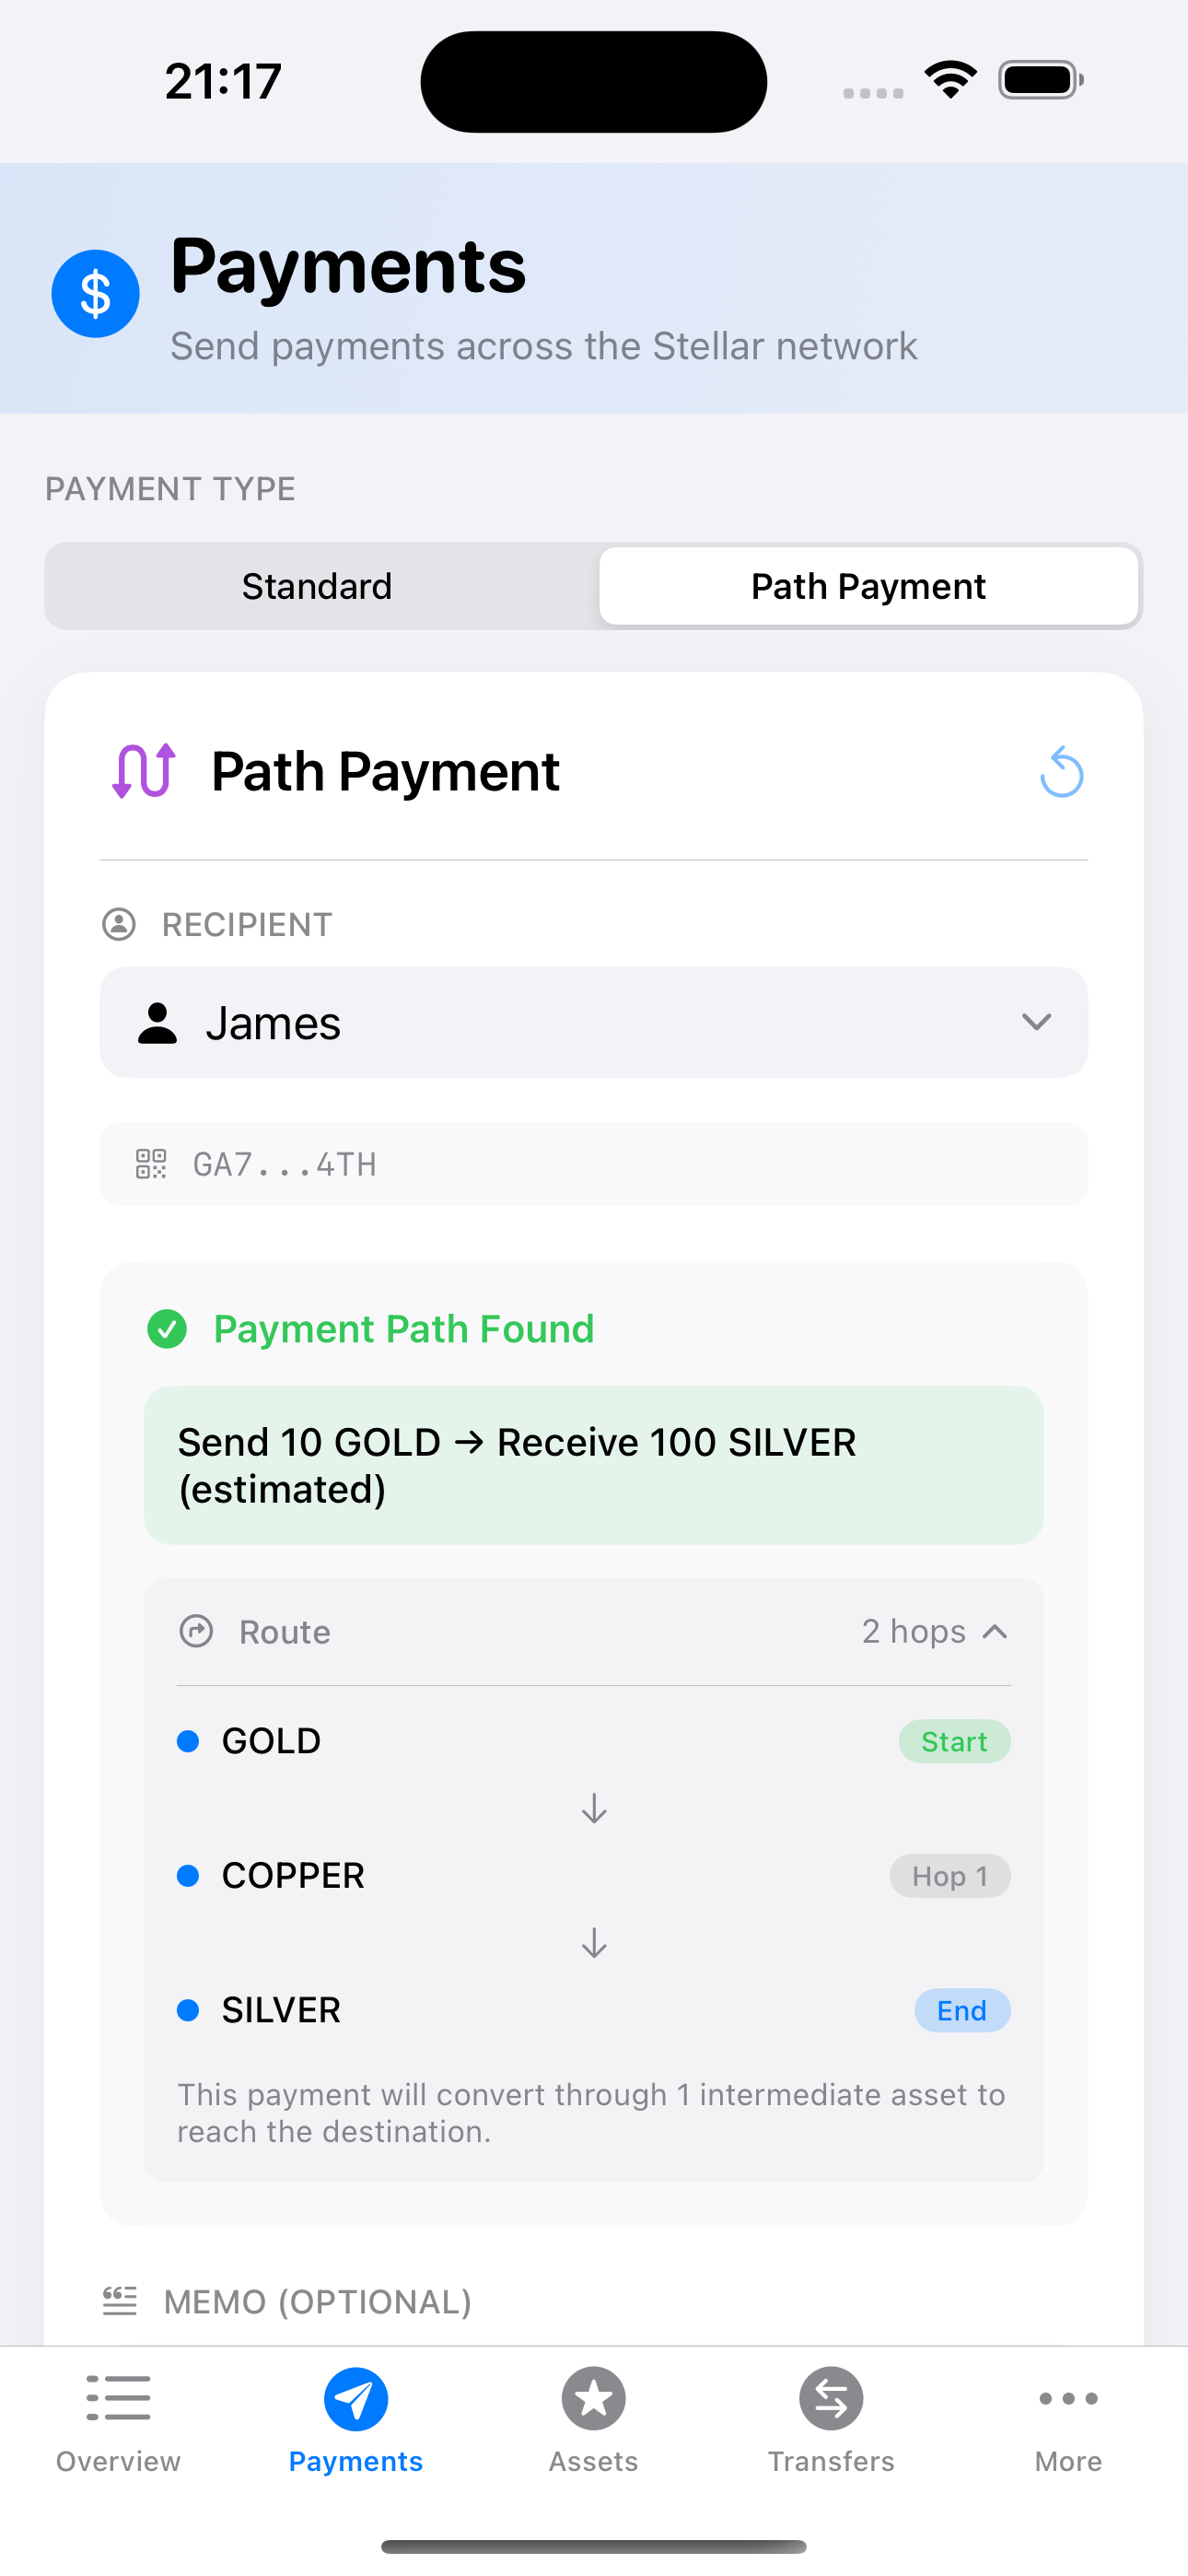 21:17
Payments
Send payments across the Stellar network
PAYMENT TYPE
Standard
Path Payment
Path Payment
RECIPIENT
James
GA7...4TH
Payment Path Found
Send 10 GOLD → Receive 100 SILVER
(estimated)
Route
2 hops
GOLD
Start
↓
COPPER
Hop 1
↓
SILVER
End
This payment will convert through 1 intermediate asset to
reach the destination.
MEMO (OPTIONAL)
Overview
Payments
Assets
Transfers
More